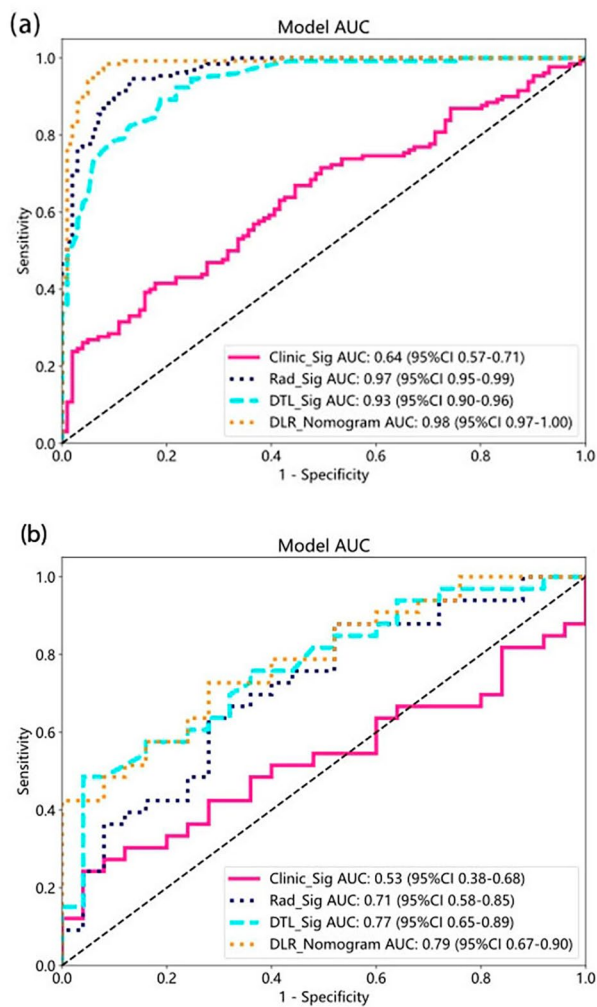 (a)
Model AUC
1.0
0.8
0.6
0.4
0.2
0.0
Sensitivity
Clinic_Sig AUC: 0.64 (95%CI 0.57-0.71)
Rad_Sig AUC: 0.97 (95%CI 0.95-0.99)
DTL_Sig AUC: 0.93 (95%CI 0.90-0.96)
DLR_Nomogram AUC: 0.98 (95%CI 0.97-1.00)
0.0 0.2 0.4 0.6 0.8 1.0
1 - Specificity
(b)
Model AUC
1.0
0.8
0.6
0.4
0.2
0.0
Sensitivity
Clinic_Sig AUC: 0.53 (95%CI 0.38-0.68)
Rad_Sig AUC: 0.71 (95%CI 0.58-0.85)
DTL_Sig AUC: 0.77 (95%CI 0.65-0.89)
DLR_Nomogram AUC: 0.79 (95%CI 0.67-0.90)
0.0 0.2 0.4 0.6 0.8 1.0
1 - Specificity